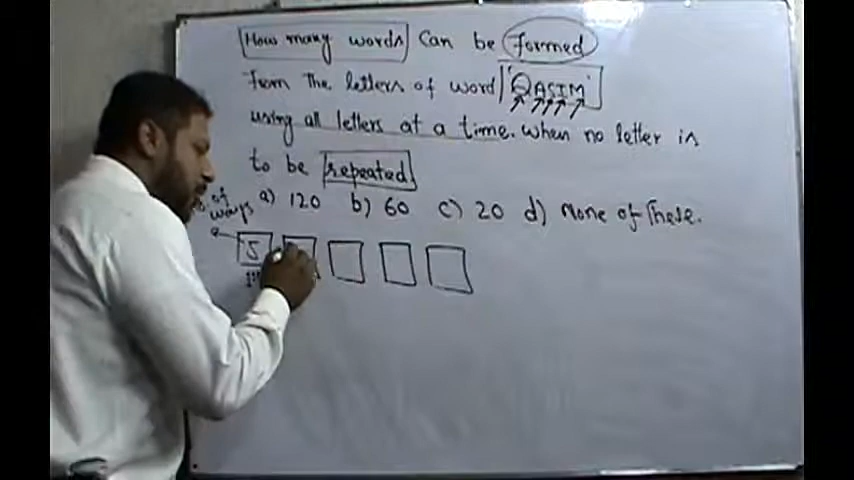 How many words can be formed
from the letters of word 'QASIM'
using all letters at a time. when no letter is
to be repeated
of
ways
a) 120 b) 60 c) 20 d) None of These.
5